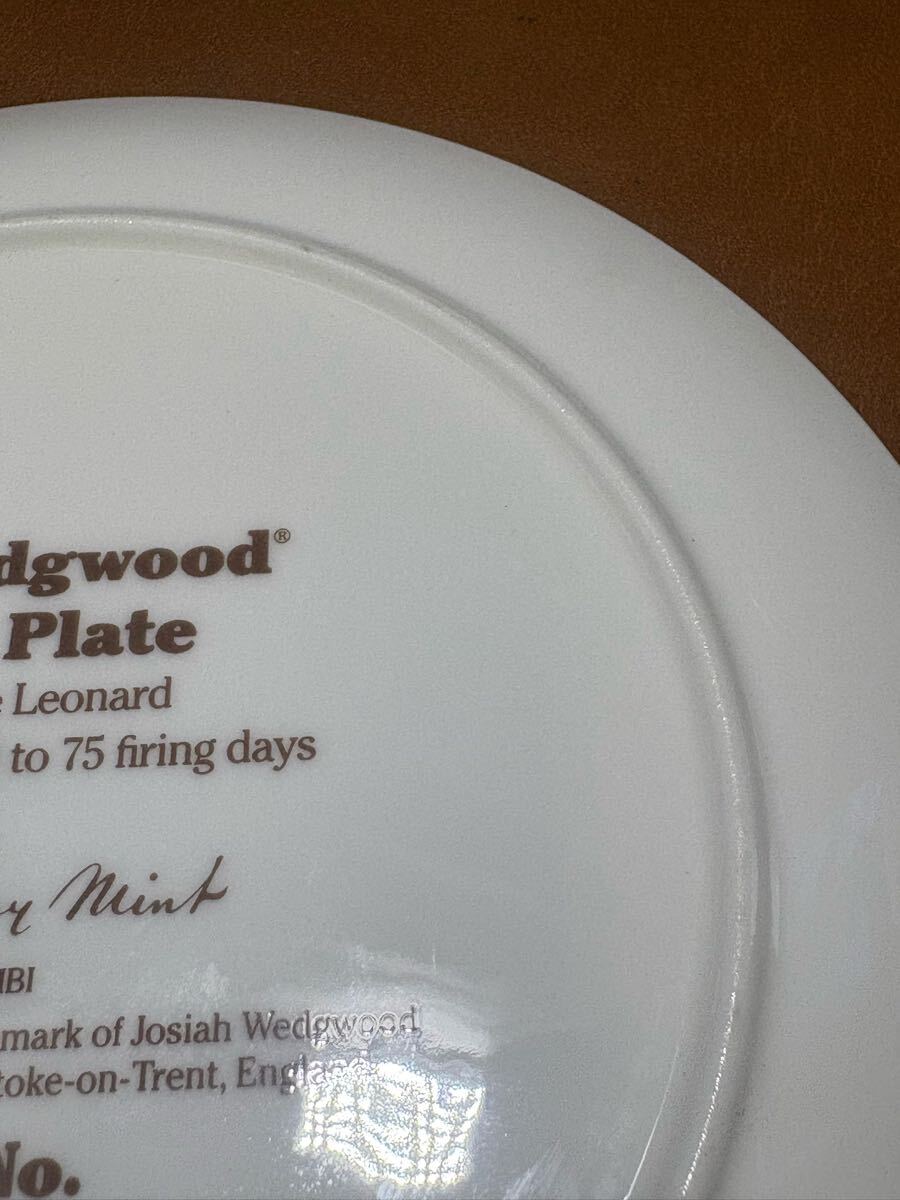 dgwood®
Plate
e Leonard
to 75 firing days
y Mint
IBI
mark of Josiah Wedgwood
toke-on-Trent, England
No.